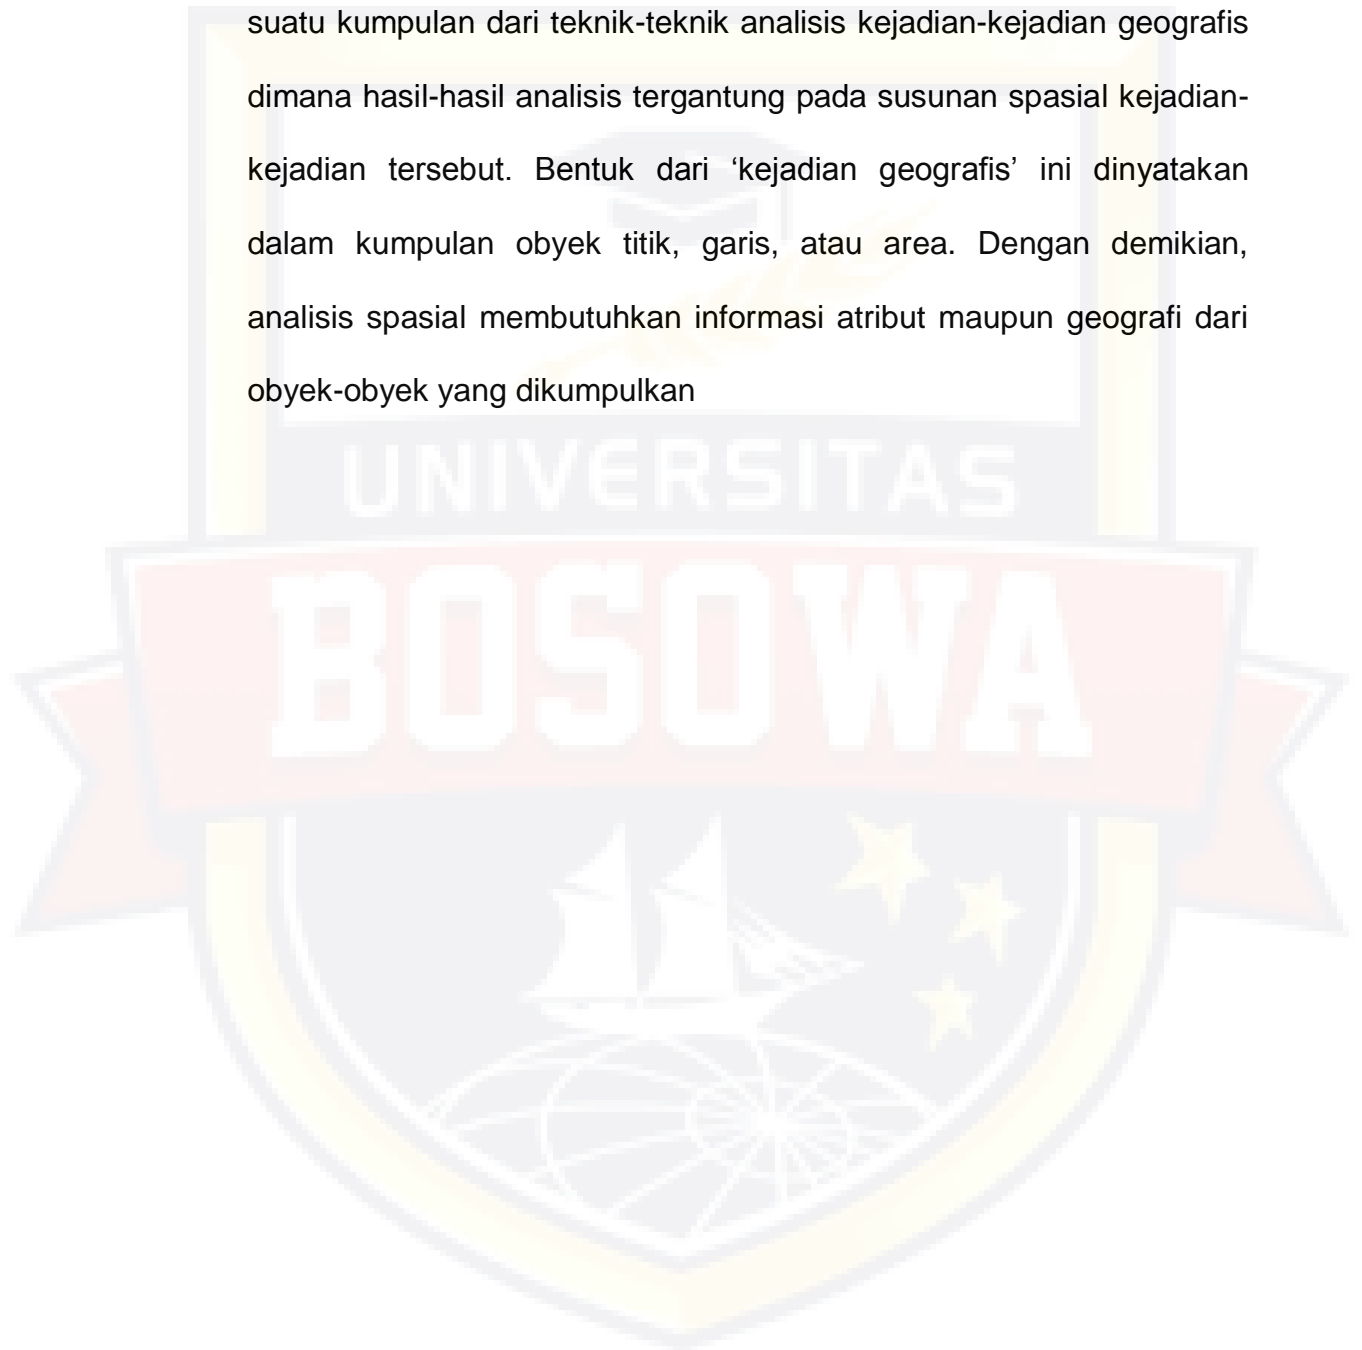 suatu kumpulan dari teknik-teknik analisis kejadian-kejadian geografis
dimana hasil-hasil analisis tergantung pada susunan spasial kejadian-
kejadian tersebut. Bentuk dari ‘kejadian geografis’ ini dinyatakan
dalam kumpulan obyek titik, garis, atau area. Dengan demikian,
analisis spasial membutuhkan informasi atribut maupun geografi dari
obyek-obyek yang dikumpulkan
UNIVERSITAS
BOSOWA